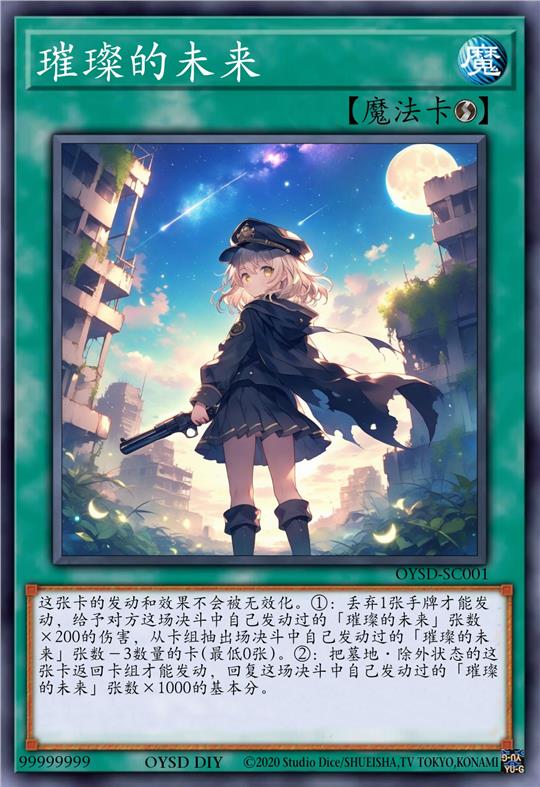 璀璨的未来
魔
【魔法卡】
OYSD-SC001
这张卡的发动和效果不会被无效化。①：丢弃1张手牌才能发
动，给予对方这场决斗中自己发动过的「璀璨的未来」张数
×200的伤害，从卡组抽出场决斗中自己发动过的「璀璨的未
来」张数－3数量的卡(最低0张)。②：把墓地·除外状态的这
张卡返回卡组才能发动，回复这场决斗中自己发动过的「璀璨
的未来」张数×1000的基本分。
99999999 OYSD DIY ©2020 Studio Dice/SHUEISHA,TV TOKYO,KONAMI